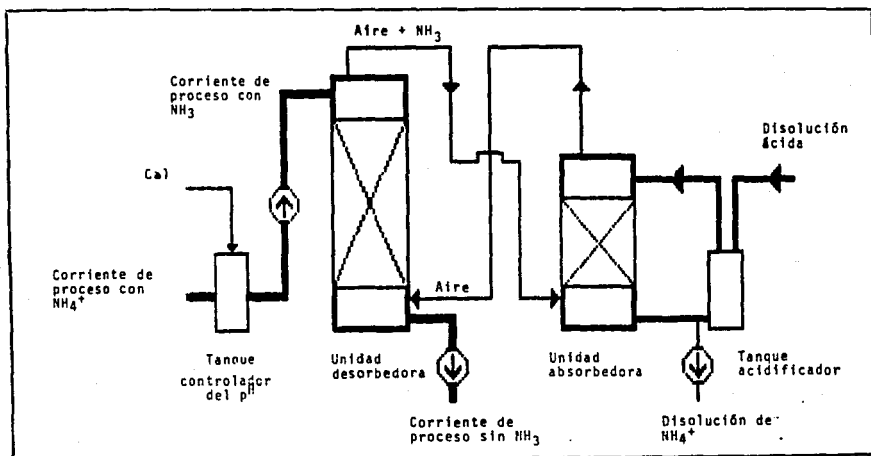 Aire + NH3
Corriente de
proceso con
NH3
Disolución
ácida
Cal
Corriente de
proceso con
NH4+
Aire
Tanque
controlador
del pH
Unidad
desorbedora
Unidad
absorbedora
Tanque
acidificador
Corriente de
proceso sin NH3
Disolución de
NH4+